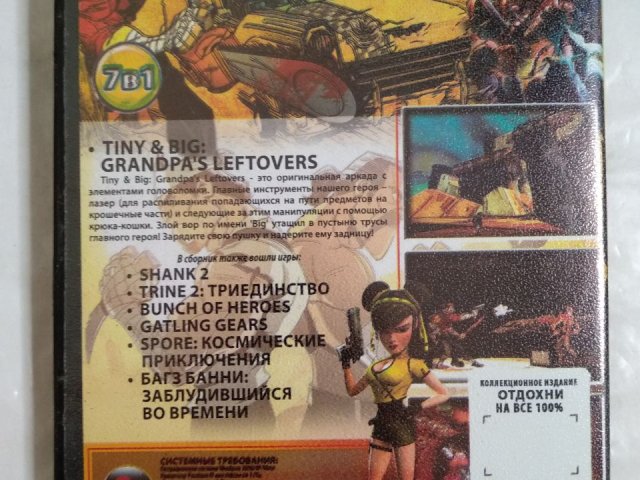 7в1
• TINY & BIG:
GRANDPA'S LEFTOVERS
Tiny & Big: Grandpa's Leftovers - это оригинальная аркада с
элементами головоломки. Главные инструменты нашего героя –
лазер (для распиливания попадающихся на пути предметов на
крошечные части) и следующие за этим манипуляции с помощью
крюка-кошки. Злой вор по имени 'Big' утащил в пустыню трусы
главного героя! Зарядите свою пушку и надерите ему задницу!
В сборник также вошли игры:
• SHANK 2
• TRINE 2: ТРИЕДИНСТВО
• BUNCH OF HEROES
• GATLING GEARS
• SPORE: КОСМИЧЕСКИЕ
ПРИКЛЮЧЕНИЯ
• БАГЗ БАННИ:
ЗАБЛУДИВШИЙСЯ
ВО ВРЕМЕНИ
КОЛЛЕКЦИОННОЕ ИЗДАНИЕ
ОТДОХНИ
НА ВСЕ 100%
СИСТЕМНЫЕ ТРЕБОВАНИЯ: